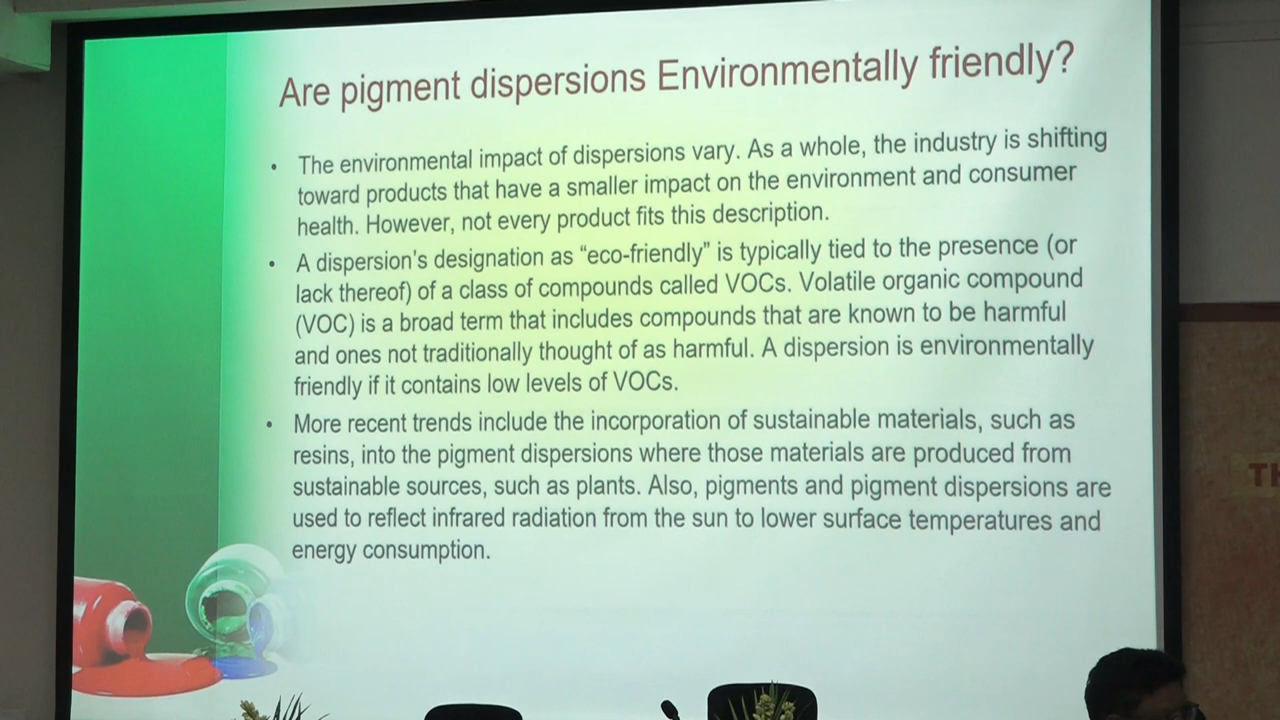 Are pigment dispersions Environmentally friendly?
• The environmental impact of dispersions vary. As a whole, the industry is shifting
toward products that have a smaller impact on the environment and consumer
health. However, not every product fits this description.
• A dispersion's designation as “eco-friendly” is typically tied to the presence (or
lack thereof) of a class of compounds called VOCs. Volatile organic compound
(VOC) is a broad term that includes compounds that are known to be harmful
and ones not traditionally thought of as harmful. A dispersion is environmentally
friendly if it contains low levels of VOCs.
• More recent trends include the incorporation of sustainable materials, such as
resins, into the pigment dispersions where those materials are produced from
sustainable sources, such as plants. Also, pigments and pigment dispersions are
used to reflect infrared radiation from the sun to lower surface temperatures and
energy consumption.